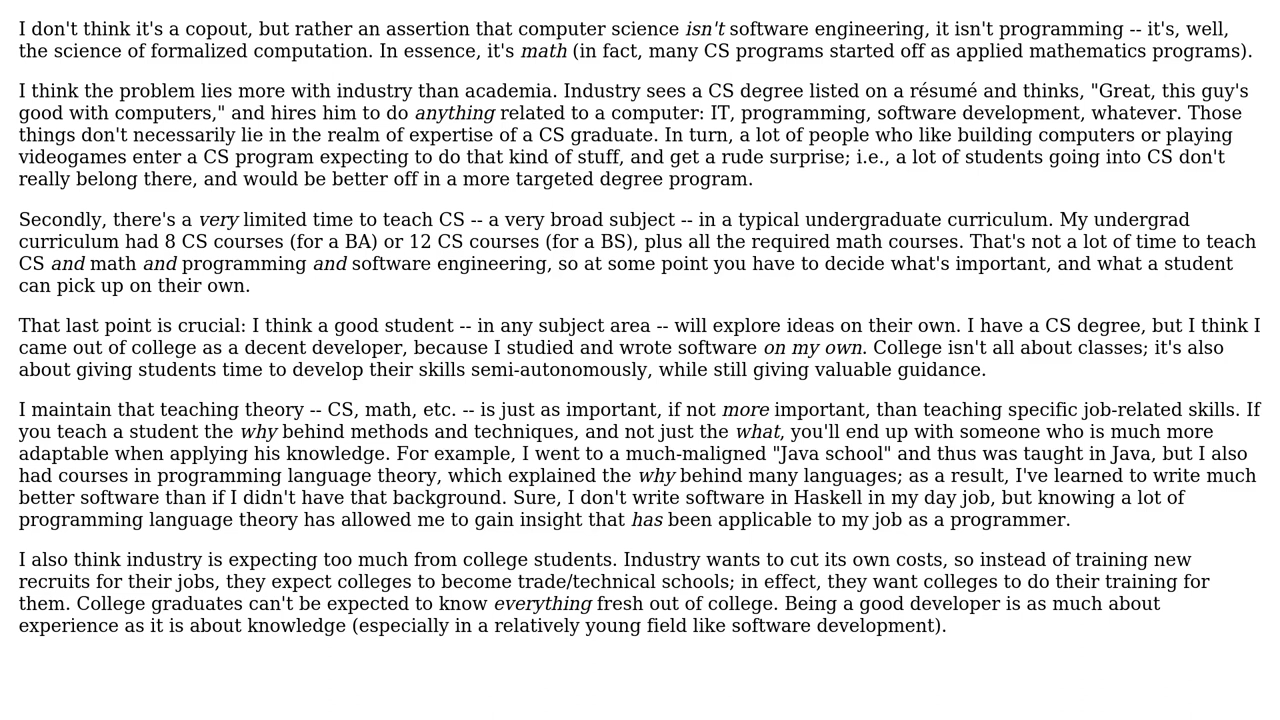 I don't think it's a copout, but rather an assertion that computer science isn't software engineering, it isn't programming -- it's, well,
the science of formalized computation. In essence, it's math (in fact, many CS programs started off as applied mathematics programs).
I think the problem lies more with industry than academia. Industry sees a CS degree listed on a résumé and thinks, "Great, this guy's
good with computers," and hires him to do anything related to a computer: IT, programming, software development, whatever. Those
things don't necessarily lie in the realm of expertise of a CS graduate. In turn, a lot of people who like building computers or playing
videogames enter a CS program expecting to do that kind of stuff, and get a rude surprise; i.e., a lot of students going into CS don't
really belong there, and would be better off in a more targeted degree program.
Secondly, there's a very limited time to teach CS -- a very broad subject -- in a typical undergraduate curriculum. My undergrad
curriculum had 8 CS courses (for a BA) or 12 CS courses (for a BS), plus all the required math courses. That's not a lot of time to teach
CS and math and programming and software engineering, so at some point you have to decide what's important, and what a student
can pick up on their own.
That last point is crucial: I think a good student -- in any subject area -- will explore ideas on their own. I have a CS degree, but I think I
came out of college as a decent developer, because I studied and wrote software on my own. College isn't all about classes; it's also
about giving students time to develop their skills semi-autonomously, while still giving valuable guidance.
I maintain that teaching theory -- CS, math, etc. -- is just as important, if not more important, than teaching specific job-related skills. If
you teach a student the why behind methods and techniques, and not just the what, you'll end up with someone who is much more
adaptable when applying his knowledge. For example, I went to a much-maligned "Java school" and thus was taught in Java, but I also
had courses in programming language theory, which explained the why behind many languages; as a result, I've learned to write much
better software than if I didn't have that background. Sure, I don't write software in Haskell in my day job, but knowing a lot of
programming language theory has allowed me to gain insight that has been applicable to my job as a programmer.
I also think industry is expecting too much from college students. Industry wants to cut its own costs, so instead of training new
recruits for their jobs, they expect colleges to become trade/technical schools; in effect, they want colleges to do their training for
them. College graduates can't be expected to know everything fresh out of college. Being a good developer is as much about
experience as it is about knowledge (especially in a relatively young field like software development).